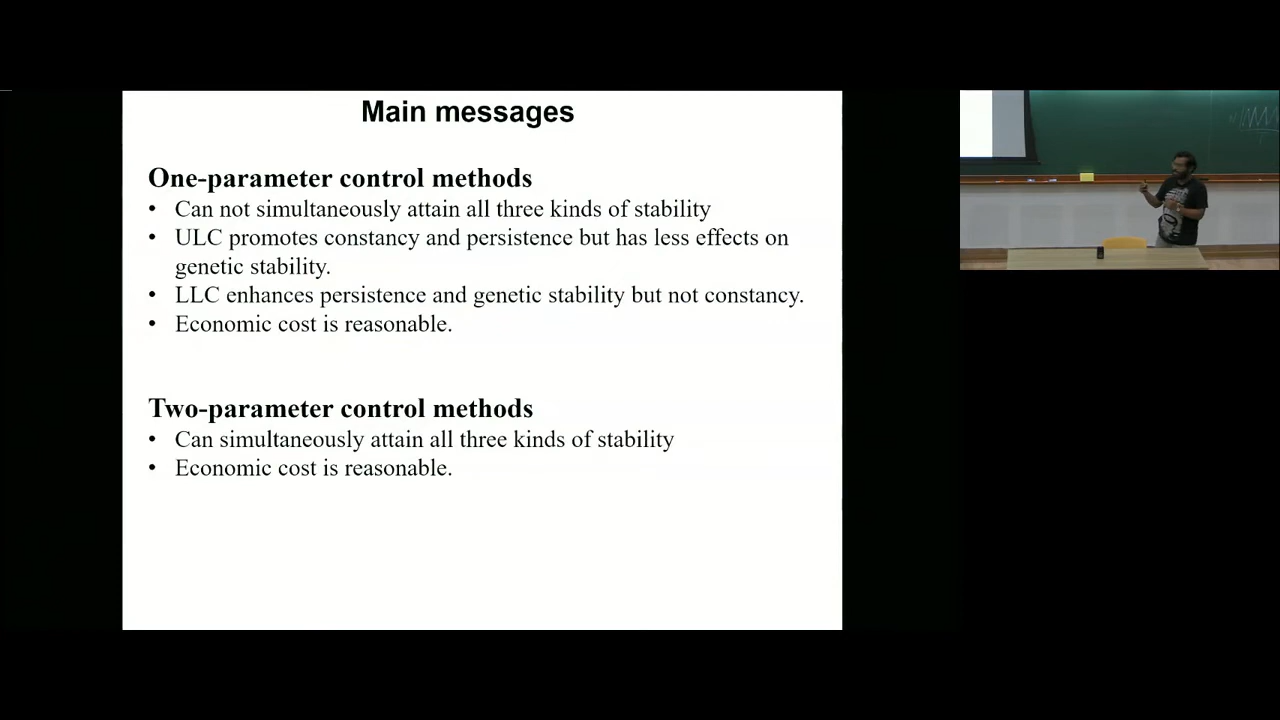 Main messages
One-parameter control methods
• Can not simultaneously attain all three kinds of stability
• ULC promotes constancy and persistence but has less effects on
genetic stability.
• LLC enhances persistence and genetic stability but not constancy.
• Economic cost is reasonable.
Two-parameter control methods
• Can simultaneously attain all three kinds of stability
• Economic cost is reasonable.